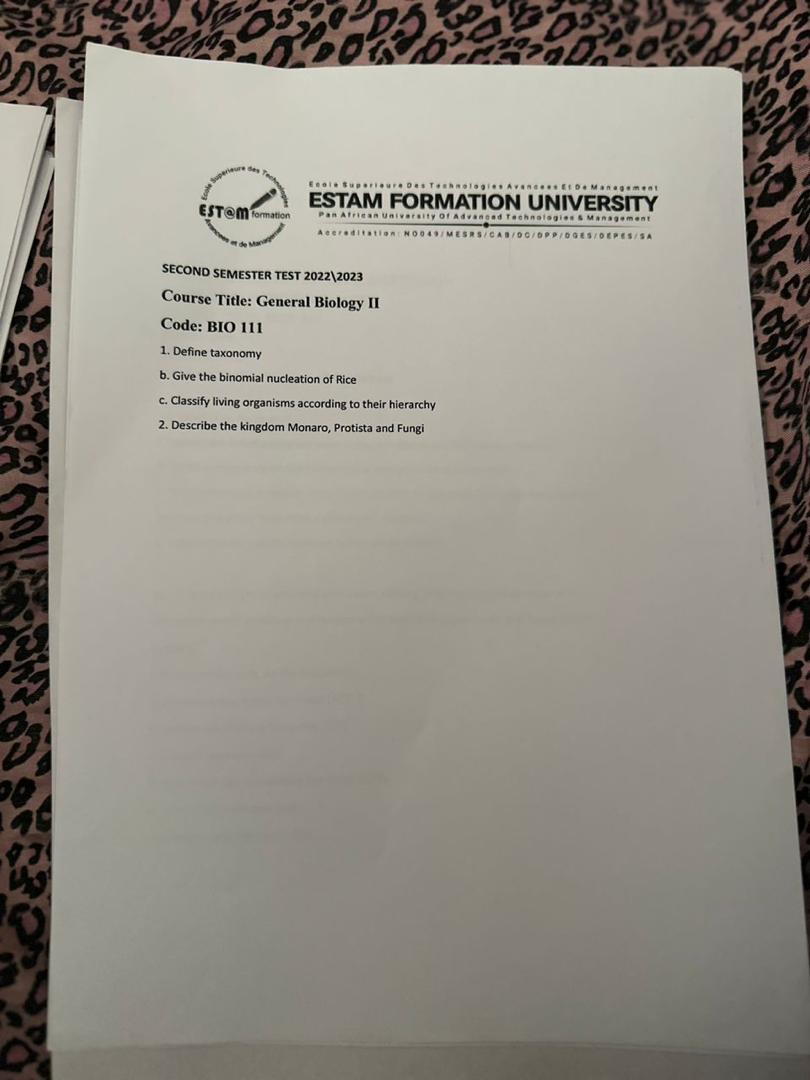 Ecole Superieure des Technologies
EST@M formation
Avancees et de Management
Ecole Superieure Des Technologies Avancees Et De Management
ESTAM FORMATION UNIVERSITY
Pan African University Of Advanced Technologies & Management
Accreditation: N0049/MESRS/CAB/DC/DPP/DGES/DEPES/SA
SECOND SEMESTER TEST 2022\2023
Course Title: General Biology II
Code: BIO 111
1. Define taxonomy
b. Give the binomial nucleation of Rice
c. Classify living organisms according to their hierarchy
2. Describe the kingdom Monaro, Protista and Fungi